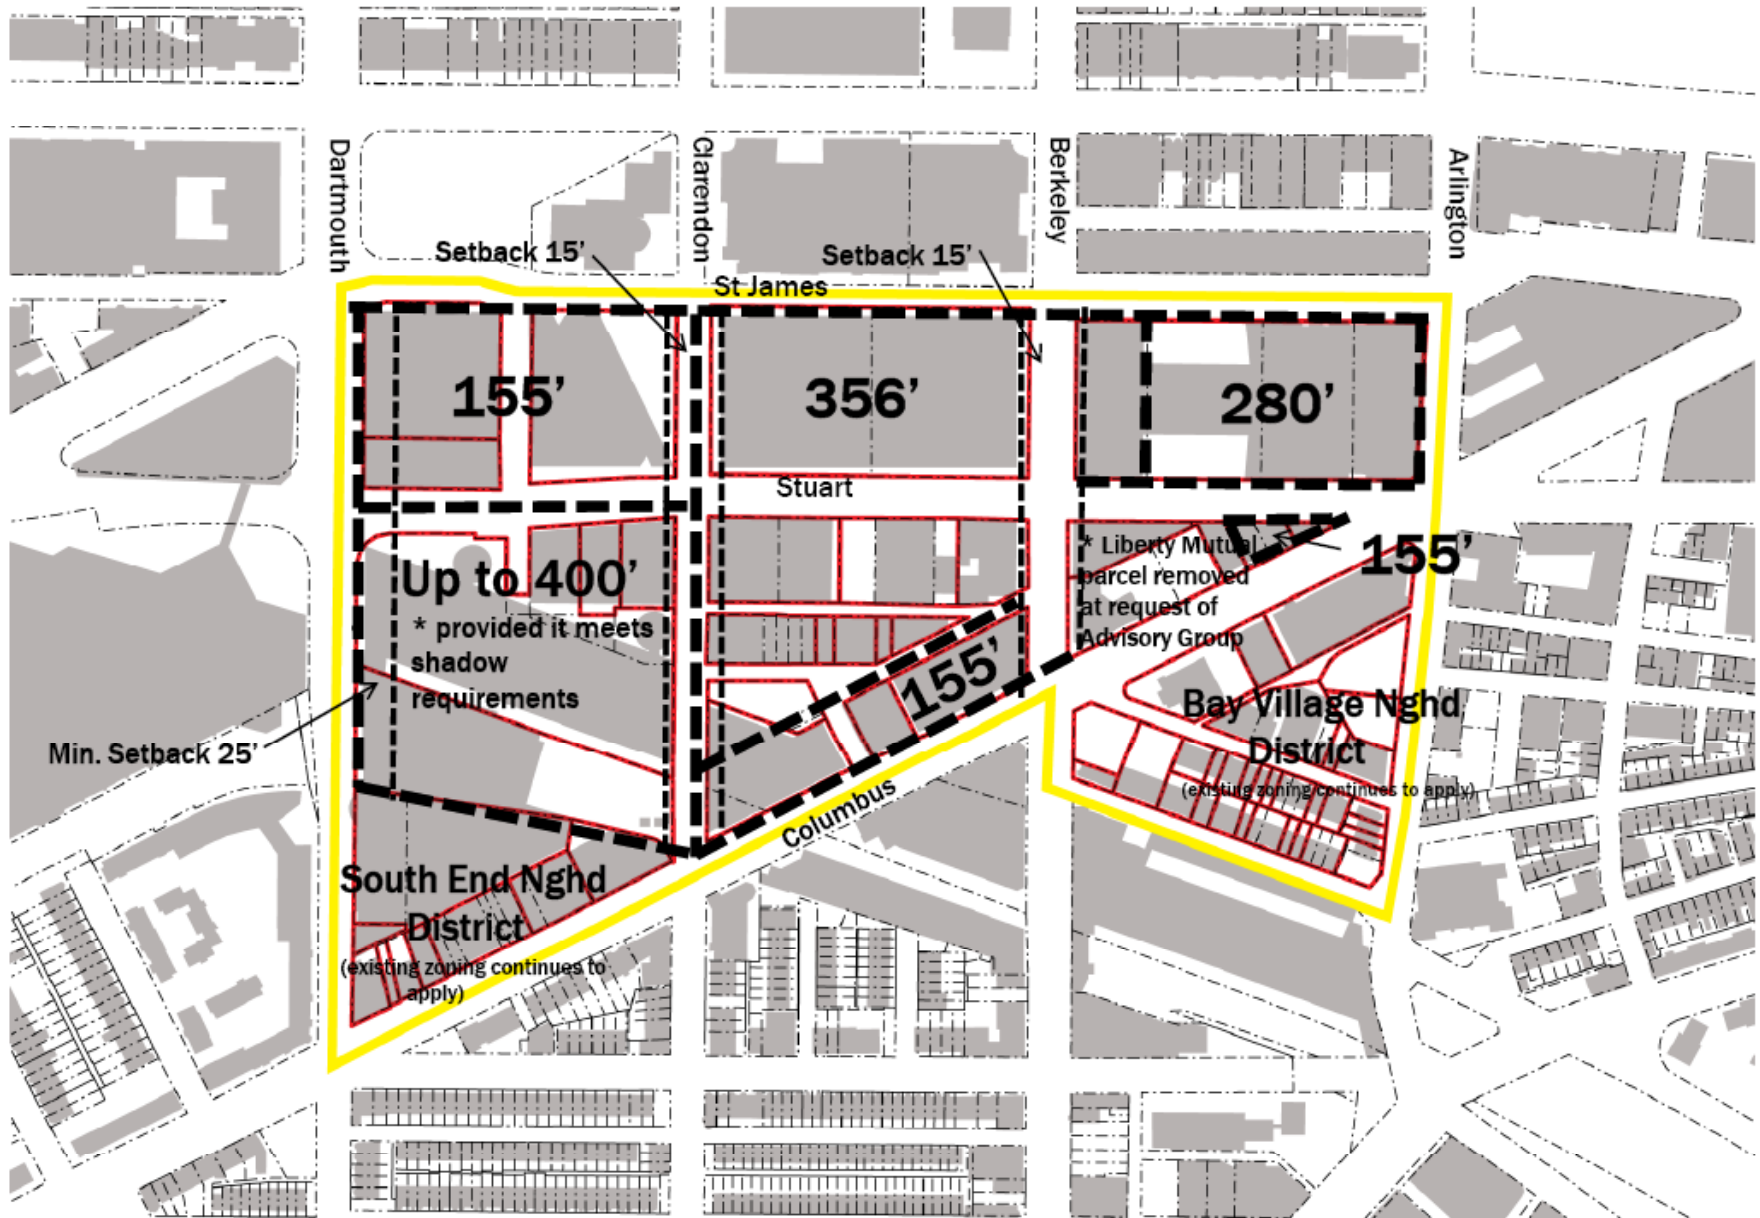 Dartmouth
Clarendon
Berkeley
Arlington
Setback 15’
Setback 15’
St James
155’
356’
280’
Stuart
Up to 400’
* provided it meets
shadow
requirements
* Liberty Mutual
parcel removed
at request of
Advisory Group
155’
155’
Min. Setback 25’
Bay Village Nghd
District
(existing zoning continues to apply)
Columbus
South End Nghd
District
(existing zoning continues to
apply)